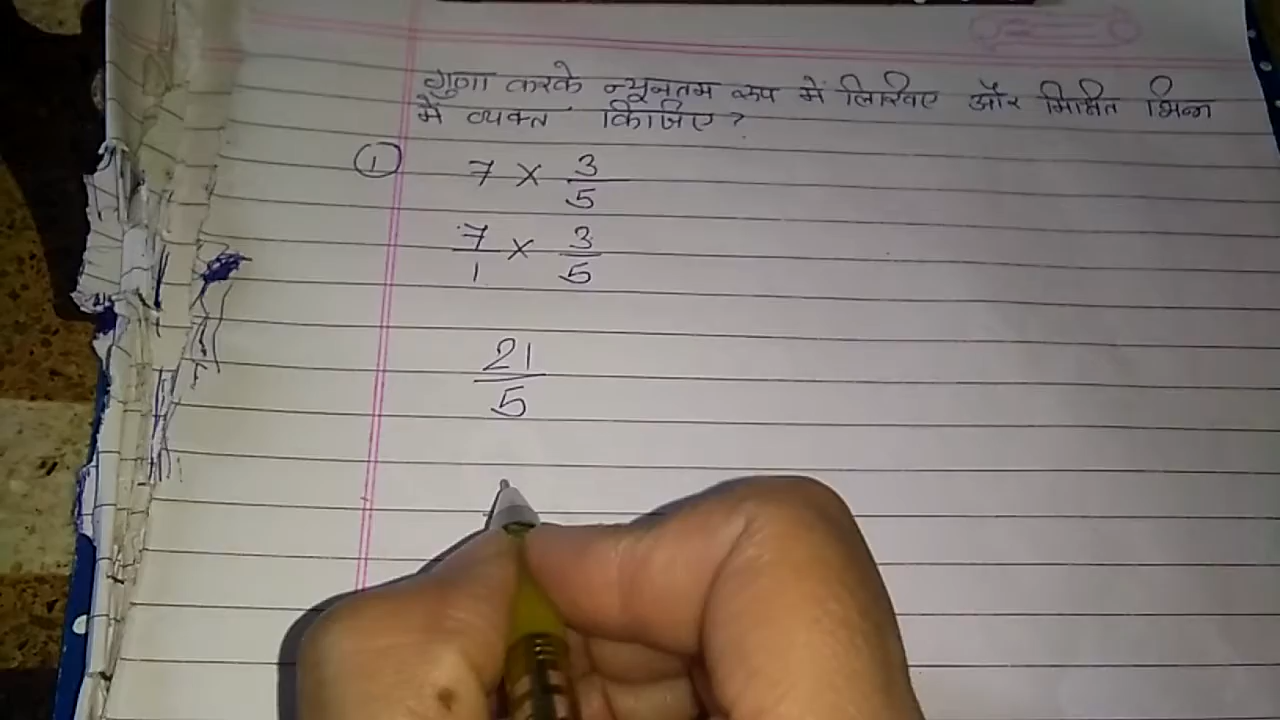 गुणा करके न्यूनतम रूप में लिखिए और मिश्रित भिन्न
में व्यक्त किजिए ?
① 7 × 3/5
7/1 × 3/5
21/5